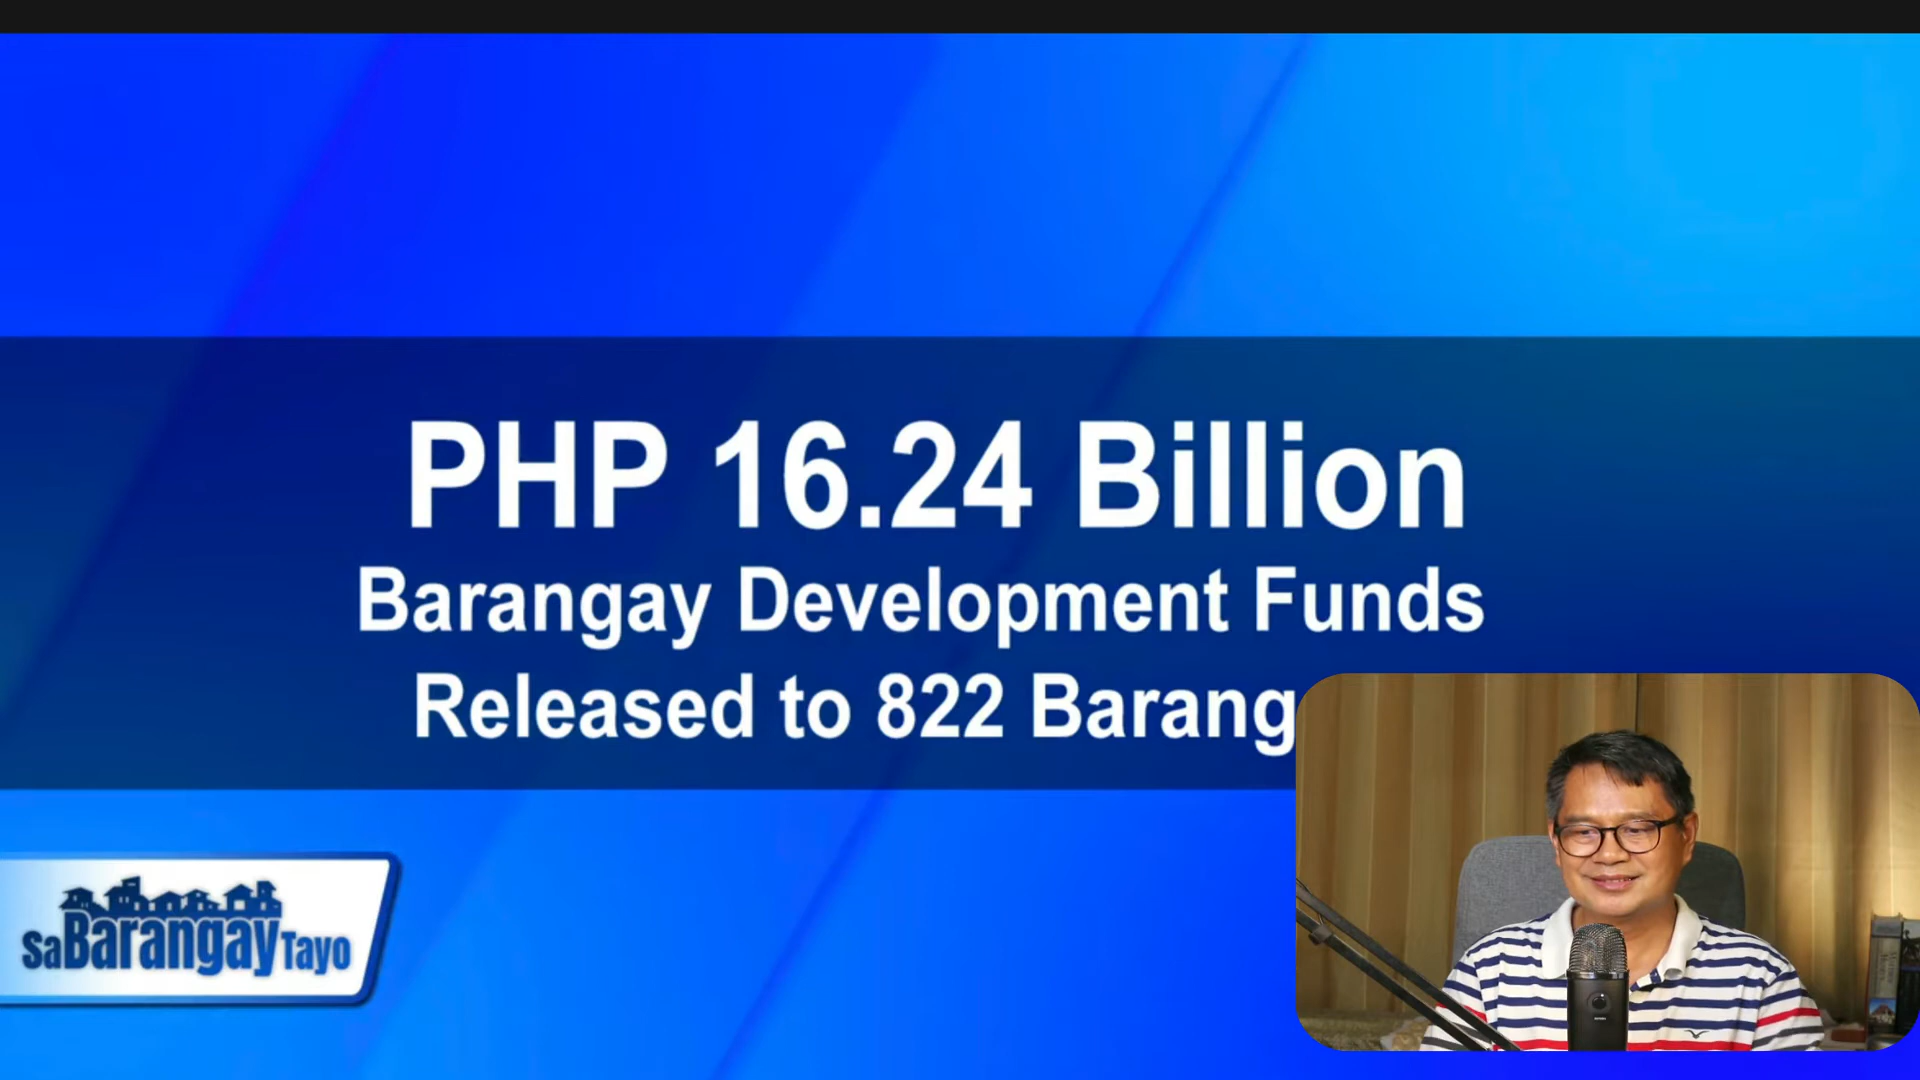 PHP 16.24 Billion
Barangay Development Funds
Released to 822 Barang
saBarangayTayo